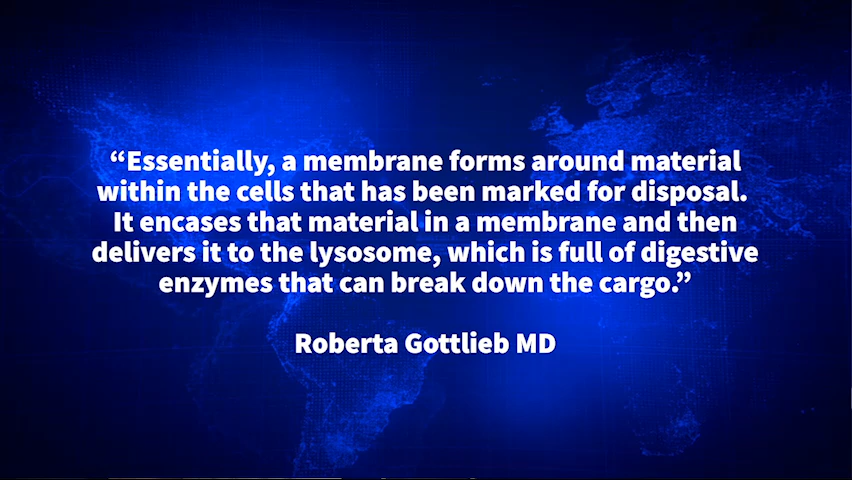 “Essentially, a membrane forms around material
within the cells that has been marked for disposal.
It encases that material in a membrane and then
delivers it to the lysosome, which is full of digestive
enzymes that can break down the cargo.”
Roberta Gottlieb MD